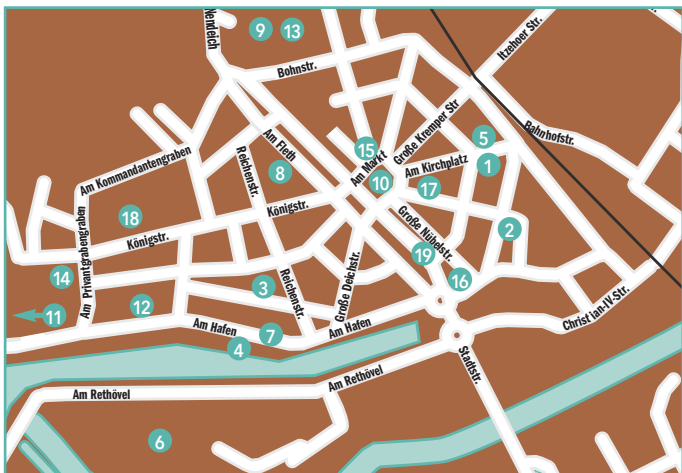 Nendeich
9
13
Itzehoer Str.
Bohnstr.
Große Kremper Str
Bahnhofstr.
5
Am Fleth
15
Am Markt
Am Kirchplatz
1
Am Kommandantengraben
Reichenstr.
8
10
17
18
Königstr.
Königstr.
Große Nübelstr.
2
19
Am Privantgrabengraben
14
3
Reichenstr.
Große Deichstr.
16
11
12
Am Hafen
7
Am Hafen
4
Christian-IV-Str.
Stadtstr.
Am Rethövel
Am Rethövel
6